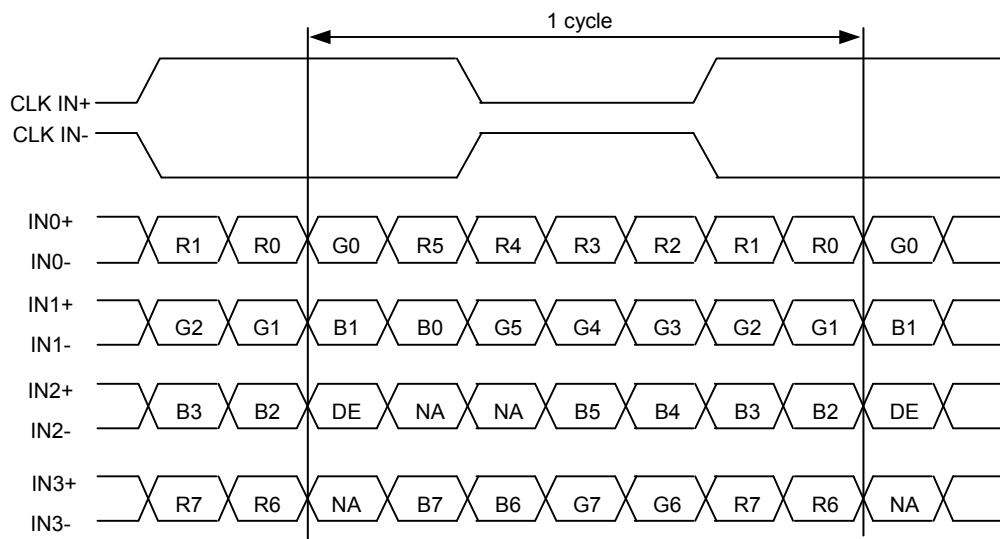 1 cycle
CLK IN+
CLK IN-
IN0+
R1 R0 G0 R5 R4 R3 R2 R1 R0 G0
IN0-
IN1+
G2 G1 B1 B0 G5 G4 G3 G2 G1 B1
IN1-
IN2+
B3 B2 DE NA NA B5 B4 B3 B2 DE
IN2-
IN3+
R7 R6 NA B7 B6 G7 G6 R7 R6 NA
IN3-